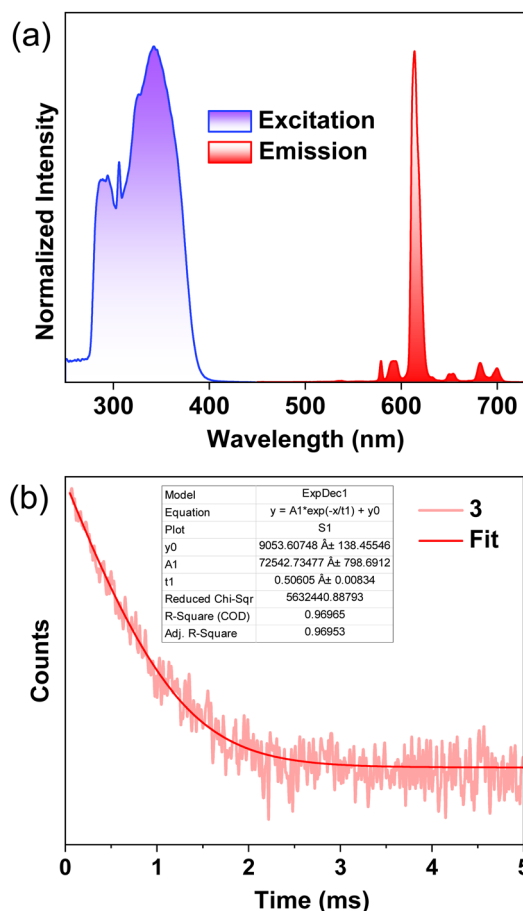 (a)
Normalized Intensity
Excitation
Emission
300 400 500 600 700
Wavelength (nm)
(b)
Counts
Model ExpDec1
Equation y = A1*exp(-x/t1) + y0
Plot S1
y0 9053.60748 Â± 138.45546
A1 72542.73477 Â± 798.6912
t1 0.50605 Â± 0.00834
Reduced Chi-Sqr 5632440.88793
R-Square (COD) 0.96965
Adj. R-Square 0.96953
3
Fit
0 1 2 3 4 5
Time (ms)